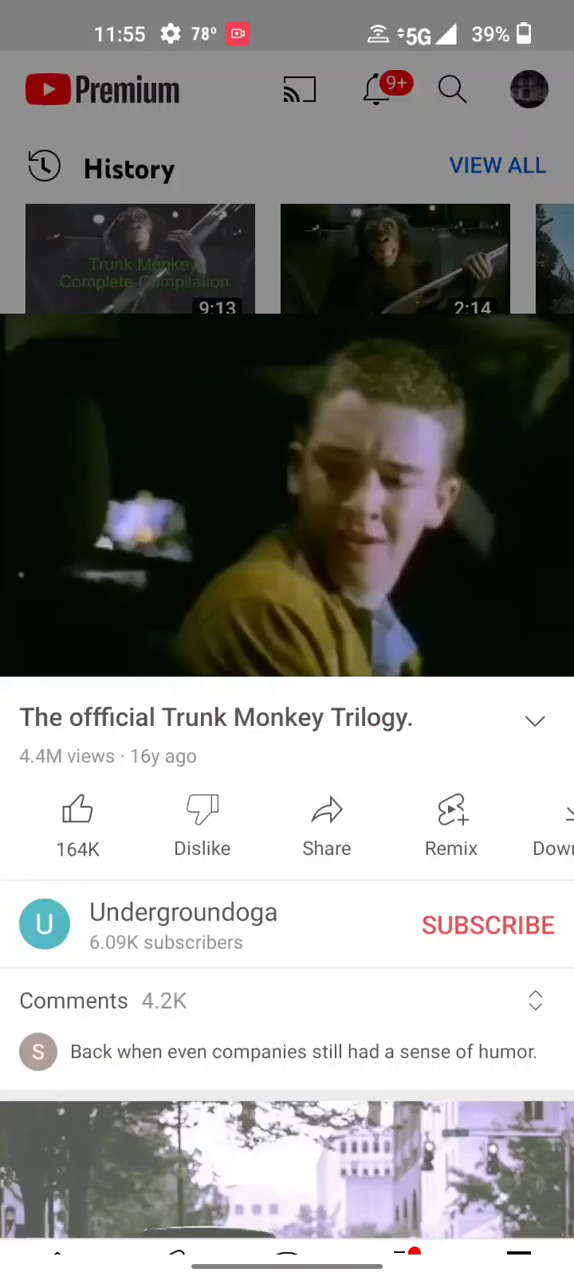 11:55 78° 5G 39%
Premium 9+
History VIEW ALL
Trunk Monkey
Complete Compilation
9:13 2:14
The offficial Trunk Monkey Trilogy.
4.4M views · 16y ago
164K Dislike Share Remix Dow
U Undergroundoga SUBSCRIBE
6.09K subscribers
Comments 4.2K
S Back when even companies still had a sense of humor.